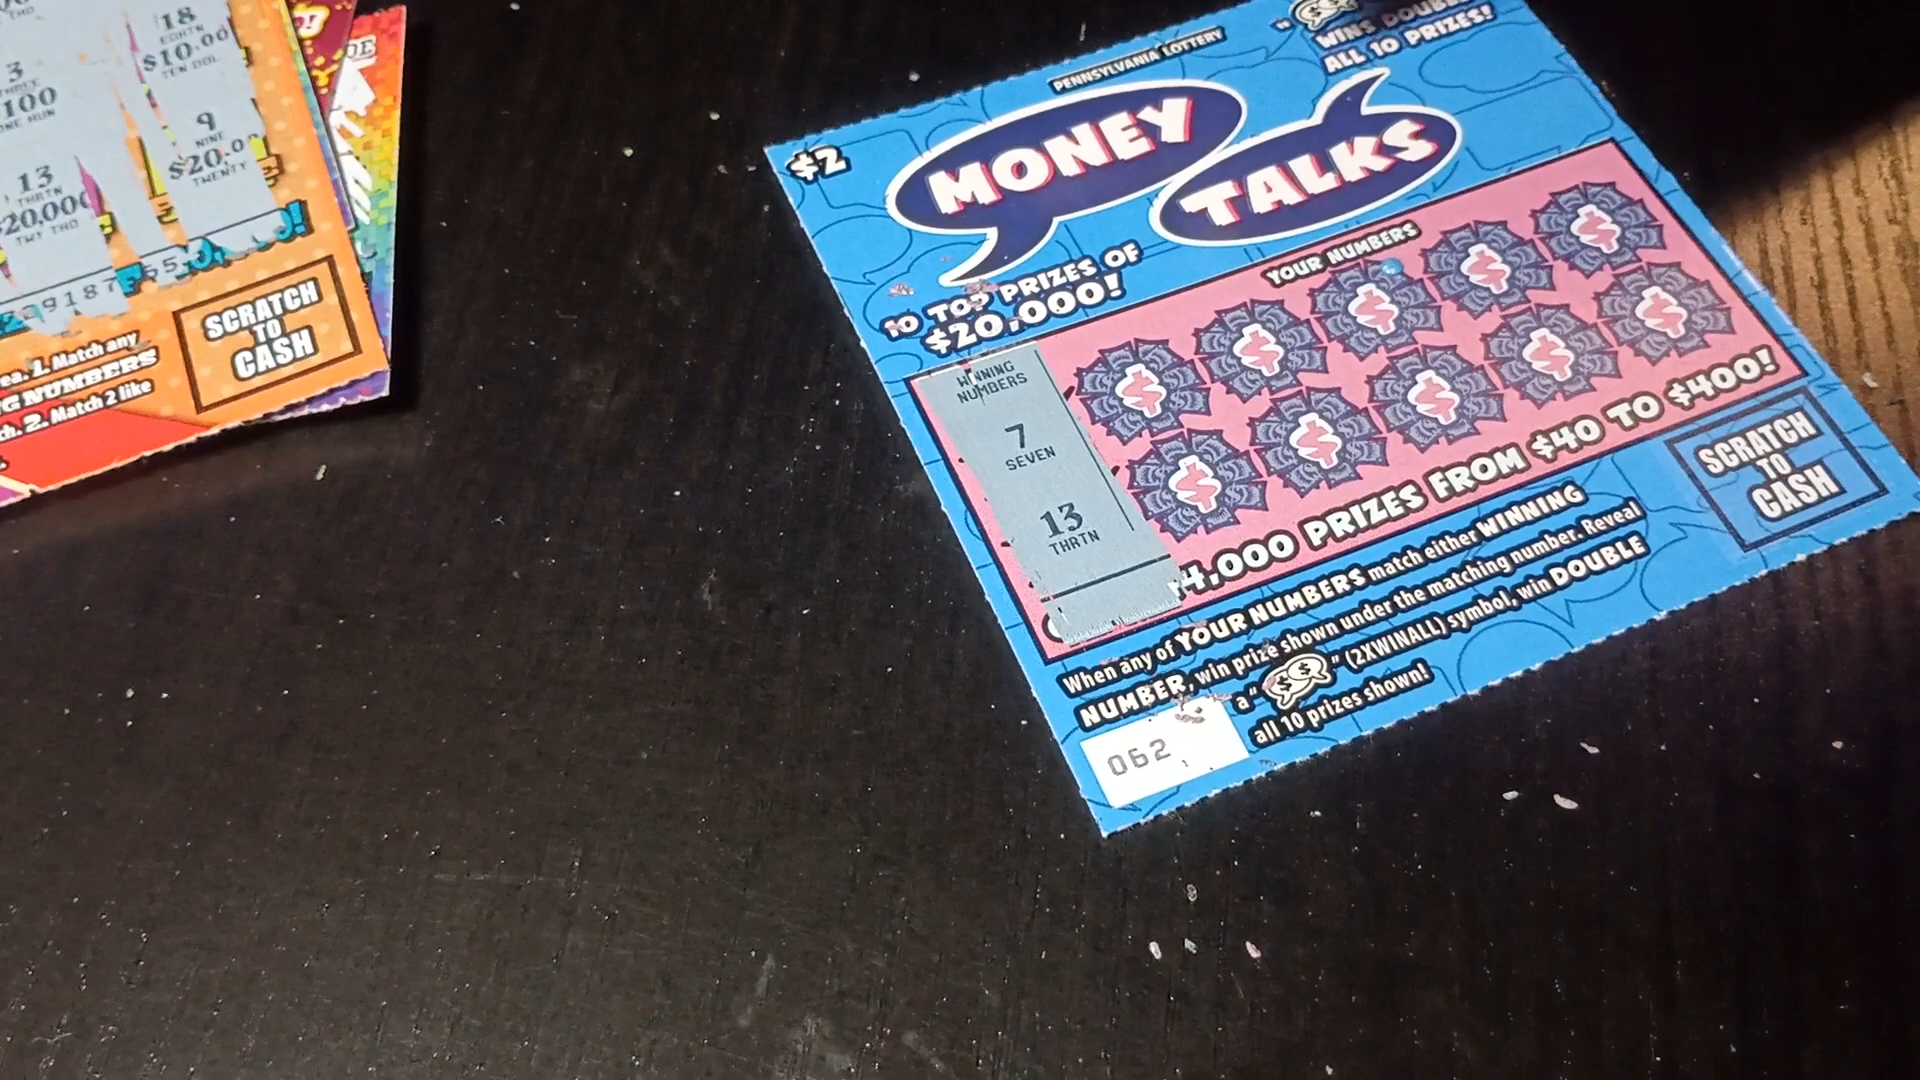 18
$10.00
TEN DOL
3
THREE
100
ONE HUN
9
NINE
$20.0
TWENTY
13
THRTN
20,000
TWY THO
9187
SCRATCH
TO
CASH
1. Match any
NUMBERS
2. Match 2 like
PENNSYLVANIA LOTTERY
WINS DOUBLE
ALL 10 PRIZES!
$2
MONEY
TALKS
10 TOP PRIZES OF
$20,000!
YOUR NUMBERS
WINNING
NUMBERS
7
SEVEN
13
THRTN
4,000 PRIZES FROM $40 TO $400!
SCRATCH
TO
CASH
When any of YOUR NUMBERS match either WINNING
NUMBER, win prize shown under the matching number. Reveal
a " " (2XWINALL) symbol, win DOUBLE
all 10 prizes shown!
062